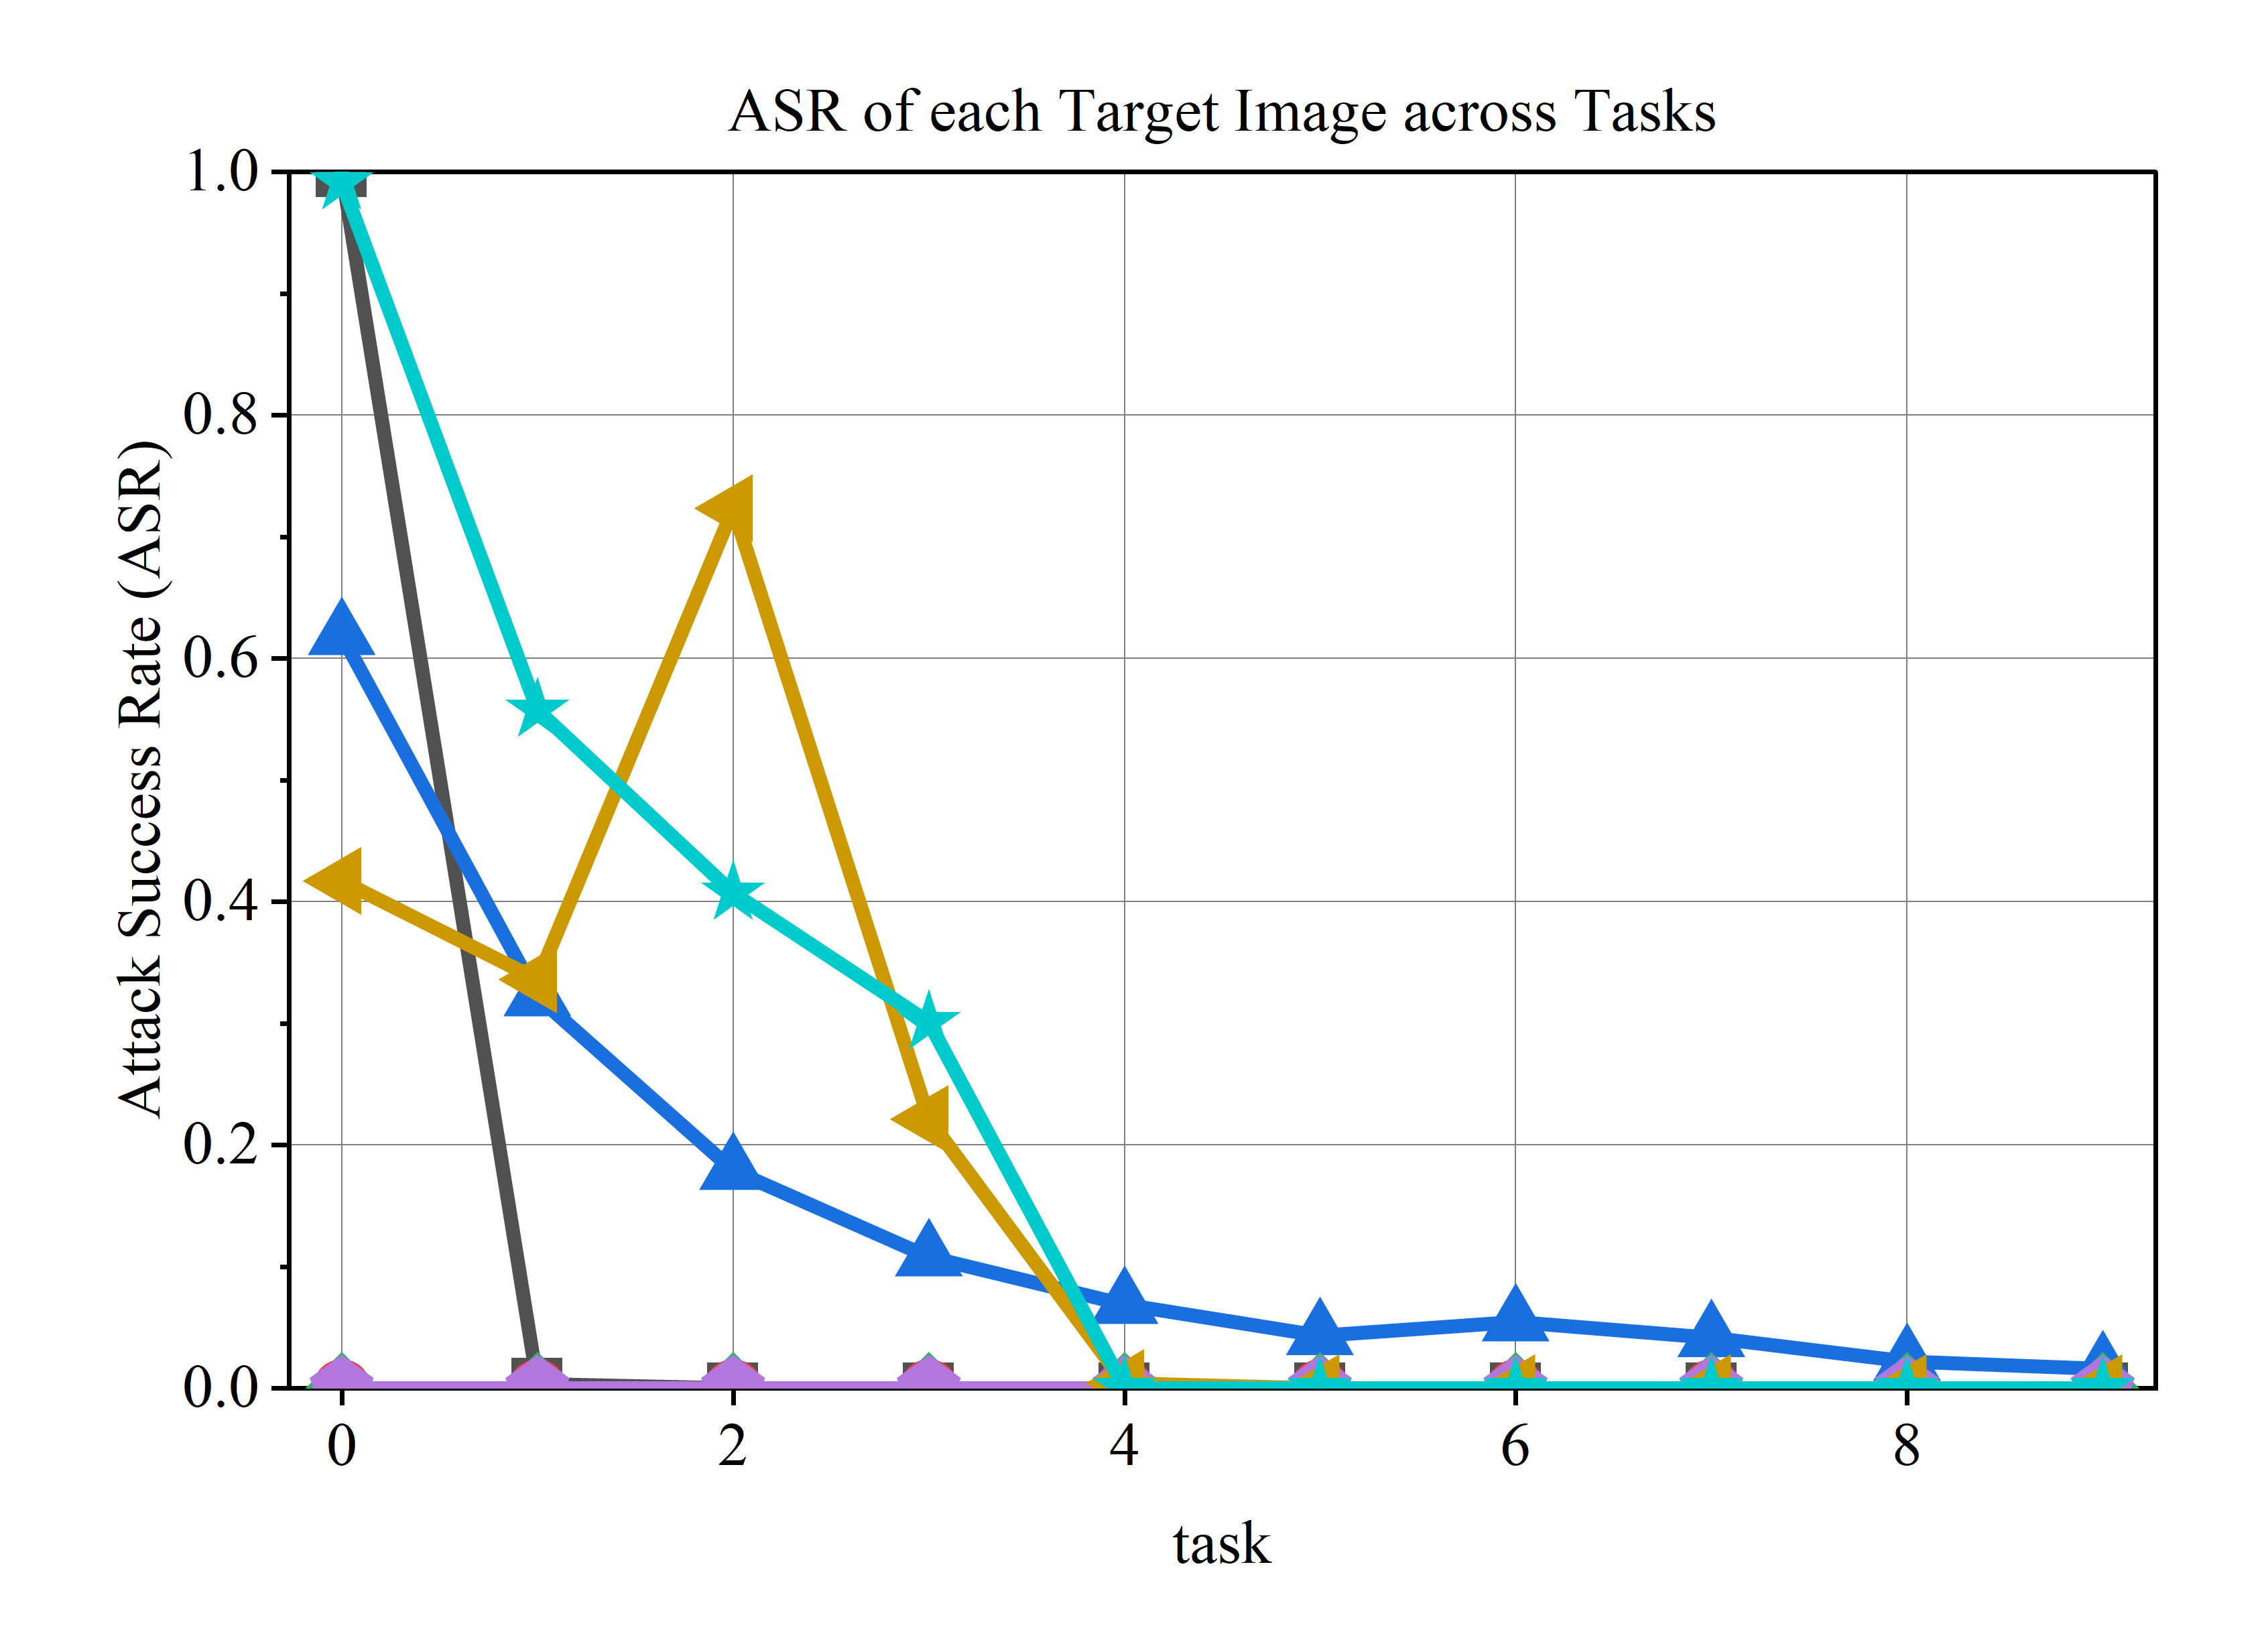 ASR of each Target Image across Tasks
1.0
0.8
0.6
0.4
0.2
0.0
Attack Success Rate (ASR)
0 2 4 6 8
task